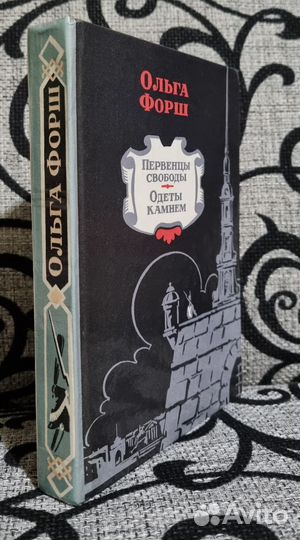 ОЛЬГА ФОРШ
ОЛЬГА
ФОРШ
ПЕРВЕНЦЫ
СВОБОДЫ
ОДЕТЫ
КАМНЕМ
Avito